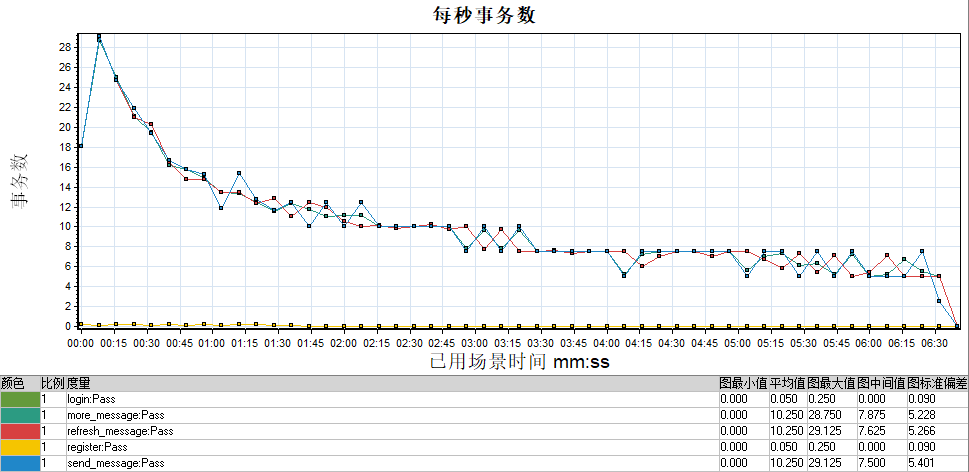 每秒事务数
28
26
24
22
20
18
16
14
12
10
8
6
4
2
0
事务数
00:00 00:15 00:30 00:45 01:00 01:15 01:30 01:45 02:00 02:15 02:30 02:45 03:00 03:15 03:30 03:45 04:00 04:15 04:30 04:45 05:00 05:15 05:30 05:45 06:00 06:15 06:30
已用场景时间 mm:ss
颜色 比例 度量 图最小值 平均值 图最大值 图中间值 图标准偏差
1 login:Pass 0.000 0.050 0.250 0.000 0.090
1 more_message:Pass 0.000 10.250 28.750 7.875 5.228
1 refresh_message:Pass 0.000 10.250 29.125 7.625 5.266
1 register:Pass 0.000 0.050 0.250 0.000 0.090
1 send_message:Pass 0.000 10.250 29.125 7.500 5.401